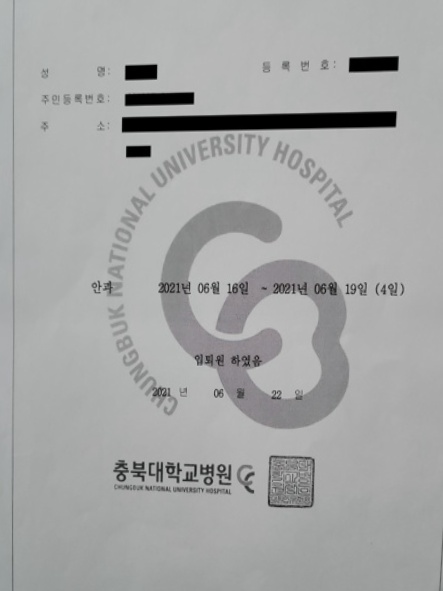 성 명: 등 록 번 호:
주민등록번호:
주 소:
CHUNGBUK NATIONAL UNIVERSITY HOSPITAL
안과 2021년 06월 16일 ~ 2021년 06월 19일 (4일)
입퇴원 하였음
2021 년 06 월 22 일
충북대학교병원
CHUNGBUK NATIONAL UNIVERSITY HOSPITAL